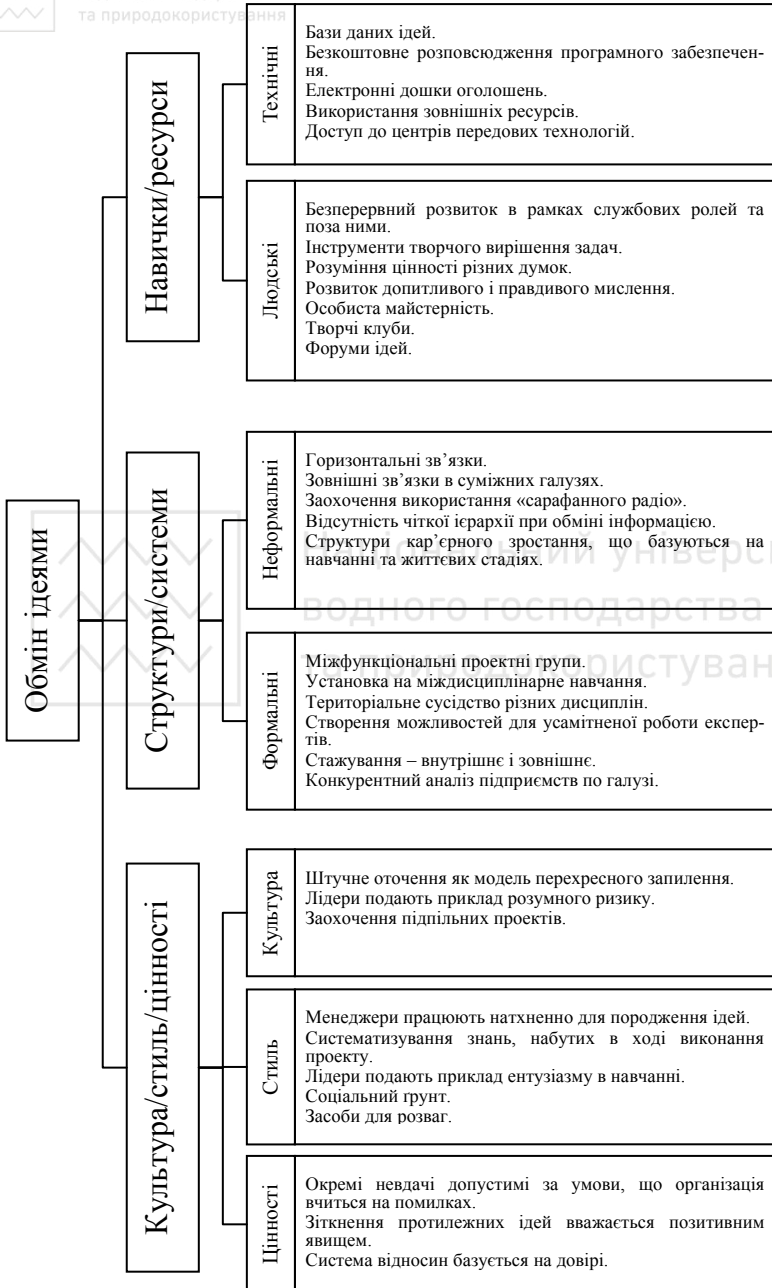 та природокористування
Обмін ідеями
Навички/ресурси
Технічні
Бази даних ідей.
Безкоштовне розповсюдження програмного забезпечен-
ня.
Електронні дошки оголошень.
Використання зовнішніх ресурсів.
Доступ до центрів передових технологій.
Людські
Безперервний розвиток в рамках службових ролей та
поза ними.
Інструменти творчого вирішення задач.
Розуміння цінності різних думок.
Розвиток допитливого і правдивого мислення.
Особиста майстерність.
Творчі клуби.
Форуми ідей.
Структури/системи
Неформальні
Горизонтальні зв’язки.
Зовнішні зв’язки в суміжних галузях.
Заохочення використання «сарафанного радіо».
Відсутність чіткої ієрархії при обміні інформацією.
Структури кар’єрного зростання, що базуються на
навчанні та життєвих стадіях.
Формальні
Міжфункціональні проектні групи.
Установка на міждисциплінарне навчання.
Територіальне сусідство різних дисциплін.
Створення можливостей для усамітненої роботи експер-
тів.
Стажування – внутрішнє і зовнішнє.
Конкурентний аналіз підприємств по галузі.
Культура/стиль/цінності
Культура
Штучне оточення як модель перехресного запилення.
Лідери подають приклад розумного ризику.
Заохочення підпільних проектів.
Стиль
Менеджери працюють натхненно для породження ідей.
Систематизування знань, набутих в ході виконання
проекту.
Лідери подають приклад ентузіазму в навчанні.
Соціальний ґрунт.
Засоби для розваг.
Цінності
Окремі невдачі допустимі за умови, що організація
вчиться на помилках.
Зіткнення протилежних ідей вважається позитивним
явищем.
Система відносин базується на довірі.
водного господарства